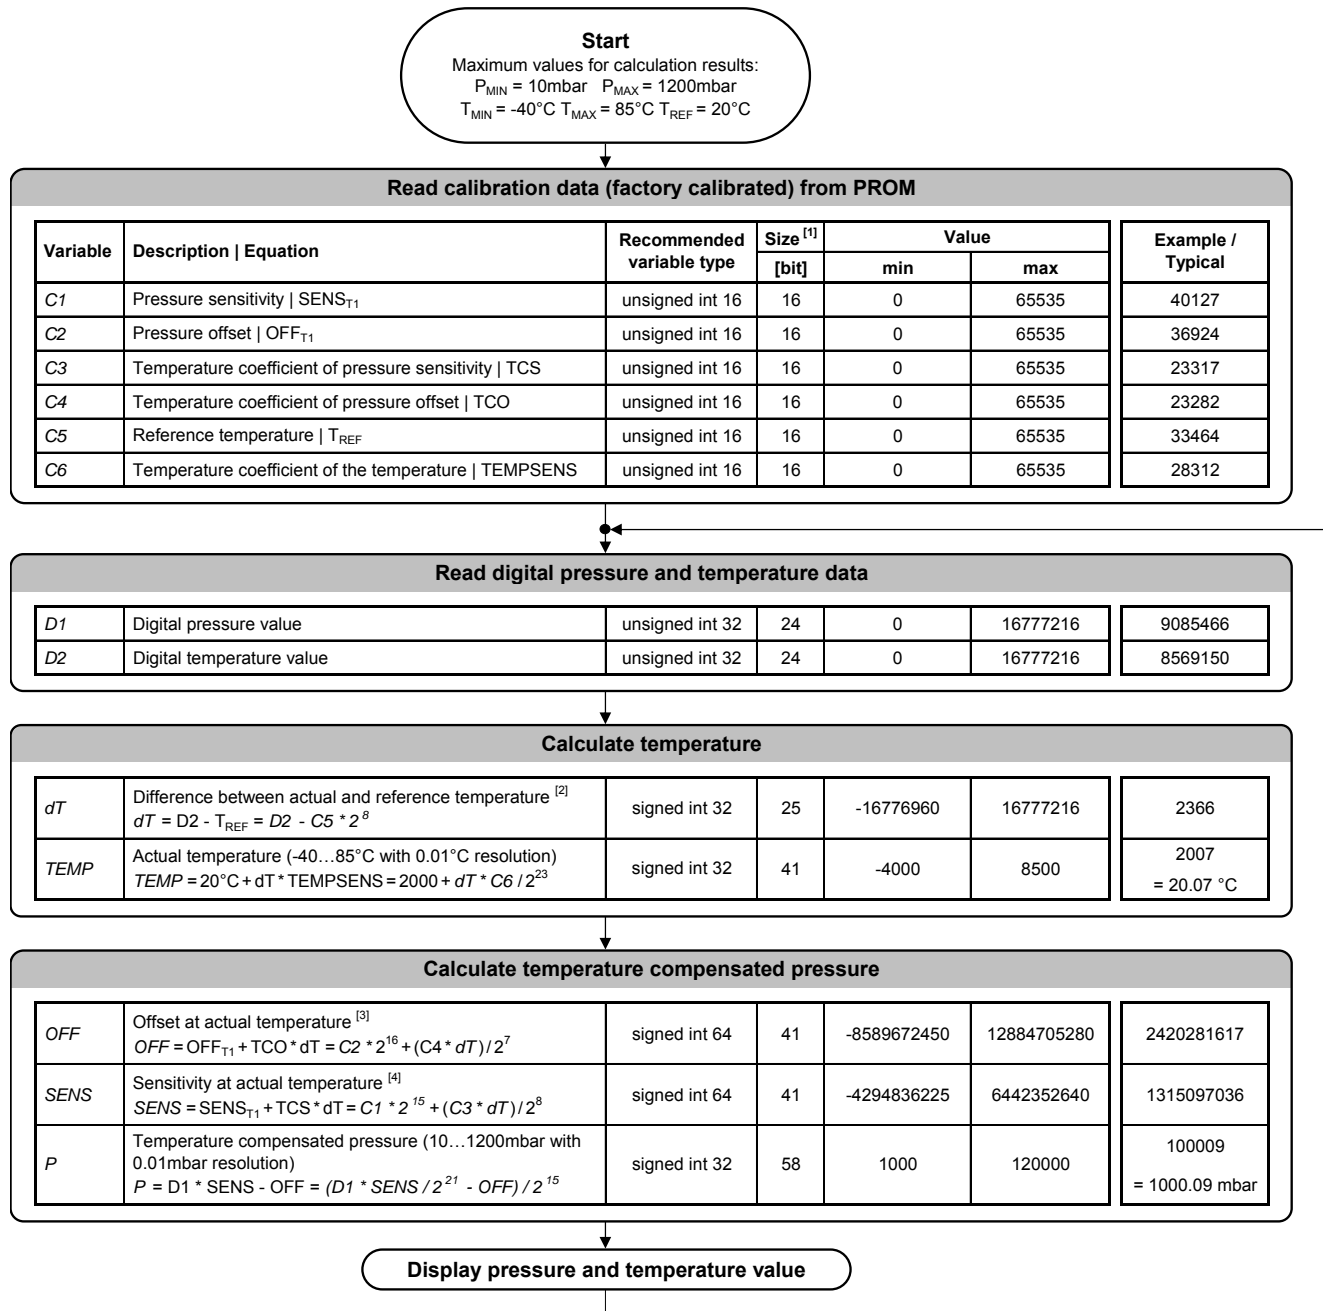 Start
Maximum values for calculation results:
P_MIN = 10mbar P_MAX = 1200mbar
T_MIN = -40°C T_MAX = 85°C T_REF = 20°C
Read calibration data (factory calibrated) from PROM
Variable | Description | Equation | Recommended variable type | Size [1] [bit] | Value min | max | Example / Typical
C1 | Pressure sensitivity | SENS_T1 | unsigned int 16 | 16 | 0 | 65535 | 40127
C2 | Pressure offset | OFF_T1 | unsigned int 16 | 16 | 0 | 65535 | 36924
C3 | Temperature coefficient of pressure sensitivity | TCS | unsigned int 16 | 16 | 0 | 65535 | 23317
C4 | Temperature coefficient of pressure offset | TCO | unsigned int 16 | 16 | 0 | 65535 | 23282
C5 | Reference temperature | T_REF | unsigned int 16 | 16 | 0 | 65535 | 33464
C6 | Temperature coefficient of the temperature | TEMPSENS | unsigned int 16 | 16 | 0 | 65535 | 28312
Read digital pressure and temperature data
D1 | Digital pressure value | unsigned int 32 | 24 | 0 | 16777216 | 9085466
D2 | Digital temperature value | unsigned int 32 | 24 | 0 | 16777216 | 8569150
Calculate temperature
dT | Difference between actual and reference temperature [2]
dT = D2 - T_REF = D2 - C5 * 2^8 | signed int 32 | 25 | -16776960 | 16777216 | 2366
TEMP | Actual temperature (-40…85°C with 0.01°C resolution)
TEMP = 20°C + dT * TEMPSENS = 2000 + dT * C6 / 2^23 | signed int 32 | 41 | -4000 | 8500 | 2007
= 20.07 °C
Calculate temperature compensated pressure
OFF | Offset at actual temperature [3]
OFF = OFF_T1 + TCO * dT = C2 * 2^16 + (C4 * dT) / 2^7 | signed int 64 | 41 | -8589672450 | 12884705280 | 2420281617
SENS | Sensitivity at actual temperature [4]
SENS = SENS_T1 + TCS * dT = C1 * 2^15 + (C3 * dT) / 2^8 | signed int 64 | 41 | -4294836225 | 6442352640 | 1315097036
P | Temperature compensated pressure (10…1200mbar with
0.01mbar resolution)
P = D1 * SENS - OFF = (D1 * SENS / 2^21 - OFF) / 2^15 | signed int 32 | 58 | 1000 | 120000 | 100009
= 1000.09 mbar
Display pressure and temperature value